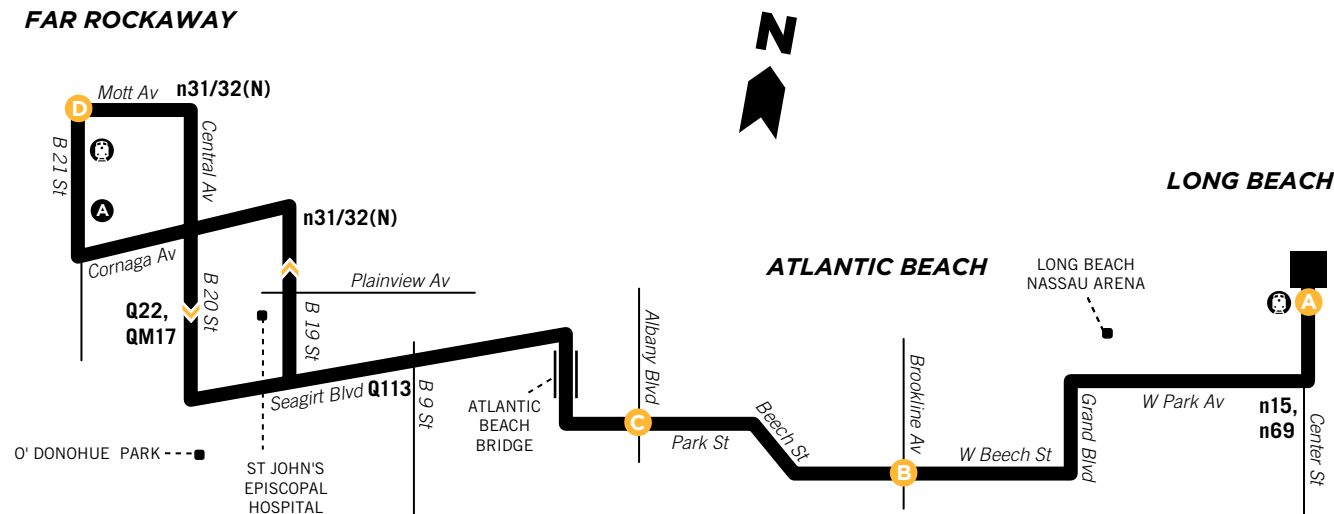 FAR ROCKAWAY
N
Mott Av
n31/32(N)
D
B 21 St
Central Av
A
LONG BEACH
n31/32(N)
Cornaga Av
ATLANTIC BEACH
LONG BEACH
NASSAU ARENA
Plainview Av
A
Q22,
QM17
B 20 St
B 19 St
Albany Blvd
Brookline Av
Seagirt Blvd
Q113
B 9 St
ATLANTIC
BEACH
BRIDGE
C
Park St
Beech St
B
W Beech St
Grand Blvd
W Park Av
n15,
n69
Center St
O' DONOHUE PARK
ST JOHN'S
EPISCOPAL
HOSPITAL